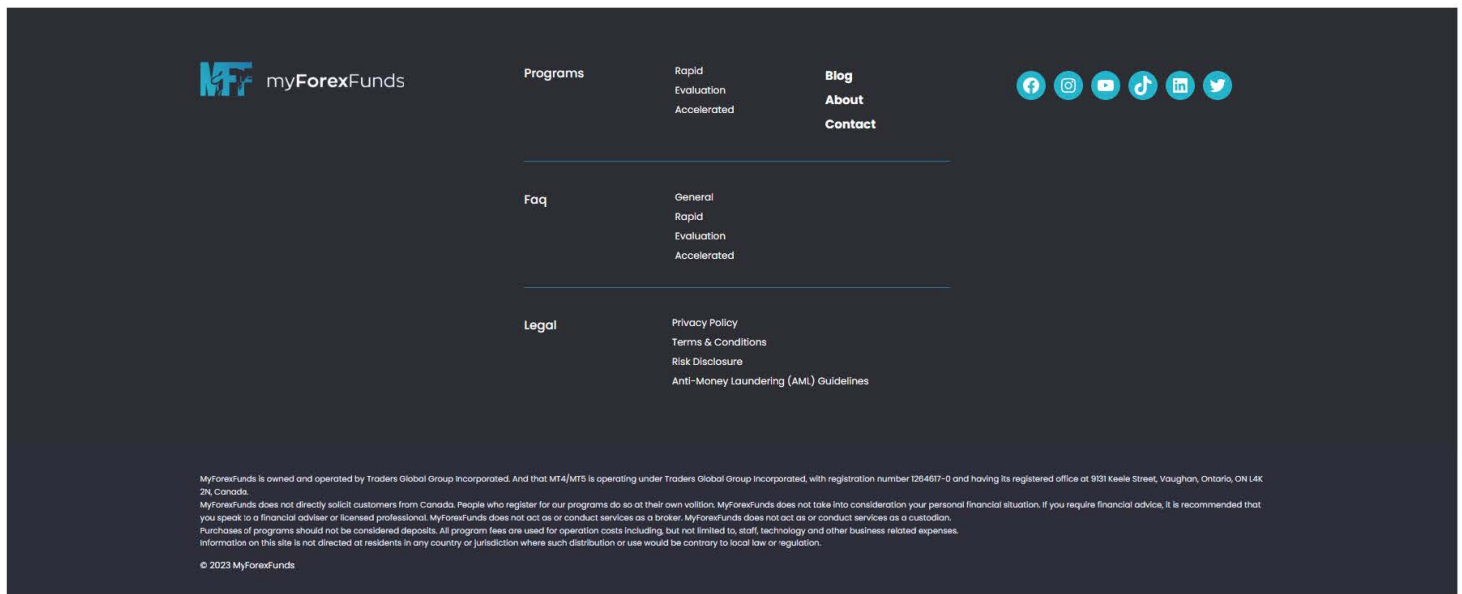 MFF myForexFunds
Programs
Rapid
Evaluation
Accelerated
Blog
About
Contact
Faq
General
Rapid
Evaluation
Accelerated
Legal
Privacy Policy
Terms & Conditions
Risk Disclosure
Anti-Money Laundering (AML) Guidelines
MyForexFunds is owned and operated by Traders Global Group Incorporated. And that MT4/MT5 is operating under Traders Global Group Incorporated, with registration number 1264617-0 and having its registered office at 9131 Keele Street, Vaughan, Ontario, ON L4K
2N, Canada.
MyForexFunds does not directly solicit customers from Canada. People who register for our programs do so at their own volition. MyForexFunds does not take into consideration your personal financial situation. If you require financial advice, it is recommended that
you speak to a financial adviser or licensed professional. MyForexFunds does not act as or conduct services as a broker. MyForexFunds does not act as or conduct services as a custodian.
Purchases of programs should not be considered deposits. All program fees are used for operation costs including, but not limited to, staff, technology and other business related expenses.
Information on this site is not directed at residents in any country or jurisdiction where such distribution or use would be contrary to local law or regulation.
© 2023 MyForexFunds